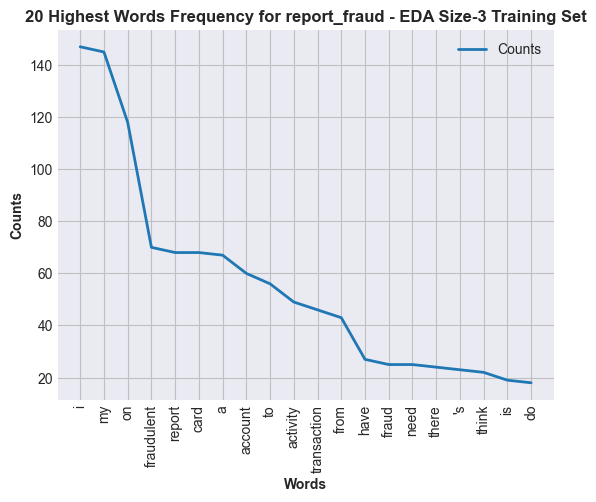 20 Highest Words Frequency for report_fraud - EDA Size-3 Training Set
Counts
140
120
100
80
60
40
20
Counts
i
my
on
fraudulent
report
card
a
account
to
activity
transaction
from
have
fraud
need
there
's
think
is
do
Words